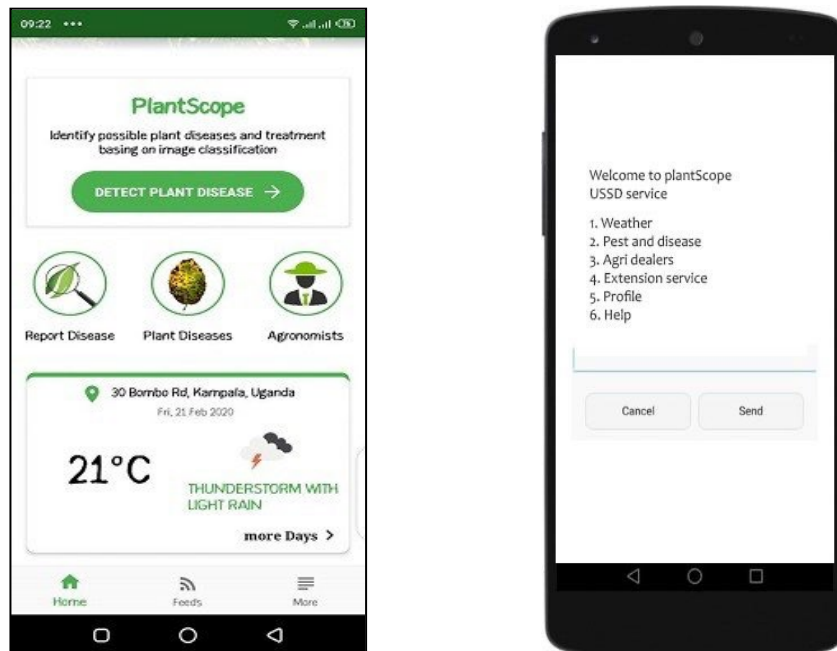 09:22
PlantScope
Identify possible plant diseases and treatment
basing on image classification
DETECT PLANT DISEASE
Report Disease
Plant Diseases
Agronomists
30 Bombo Rd, Kampala, Uganda
Fri, 21 Feb 2020
21°C
THUNDERSTORM WITH
LIGHT RAIN
more Days >
Home
Feeds
More
Welcome to plantScope
USSD service
1. Weather
2. Pest and disease
3. Agri dealers
4. Extension service
5. Profile
6. Help
Cancel
Send